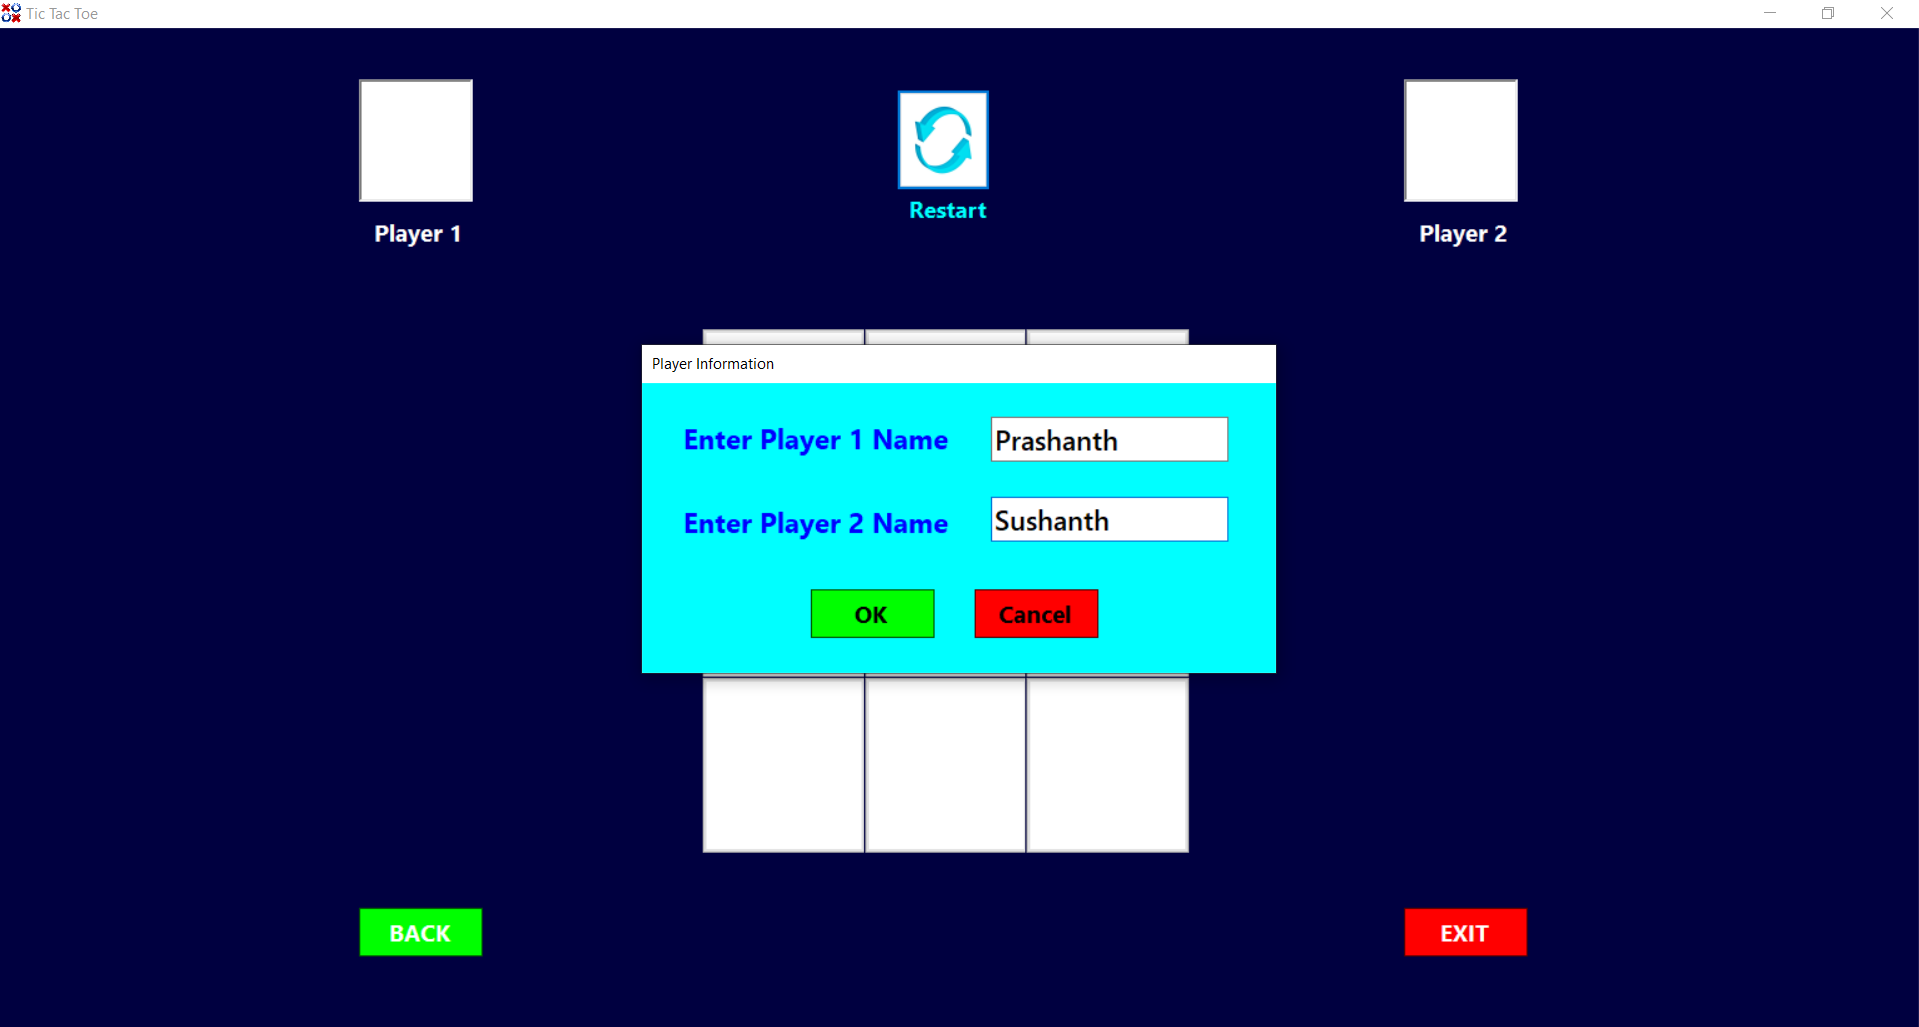 Tic Tac Toe
Restart
Player 1
Player 2
Player Information
Enter Player 1 Name
Prashanth
Enter Player 2 Name
Sushanth
OK
Cancel
BACK
EXIT